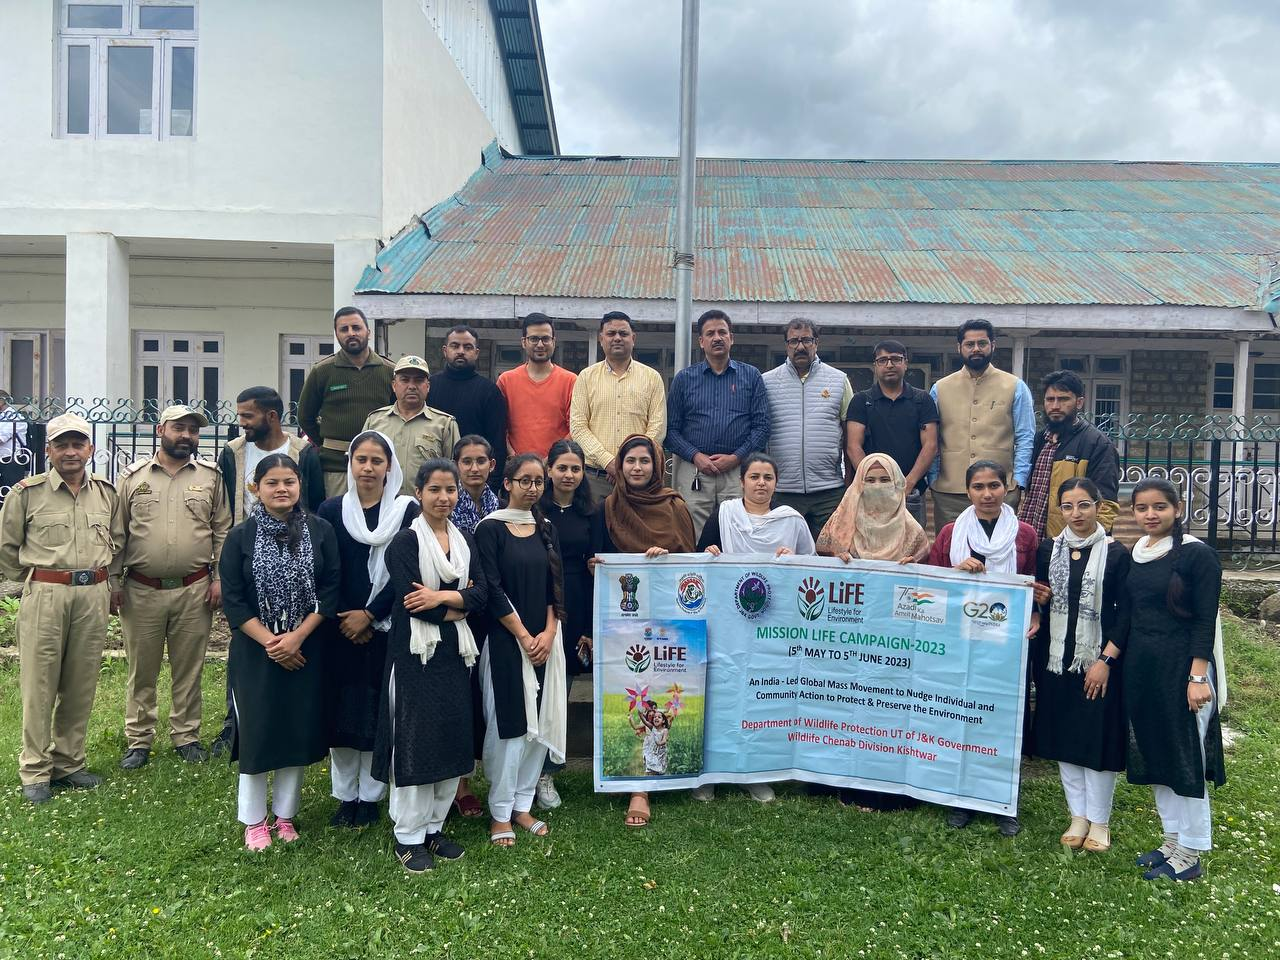 LiFE
Lifestyle for
Environment
75
Azadi Ka
Amrit Mahotsav
G20
MISSION LIFE CAMPAIGN-2023
(5th MAY TO 5TH JUNE 2023)
LiFE
Lifestyle for
Environment
An India - Led Global Mass Movement to Nudge Individual and
Community Action to Protect & Preserve the Environment
Department of Wildlife Protection UT of J&K Government
Wildlife Chenab Division Kishtwar